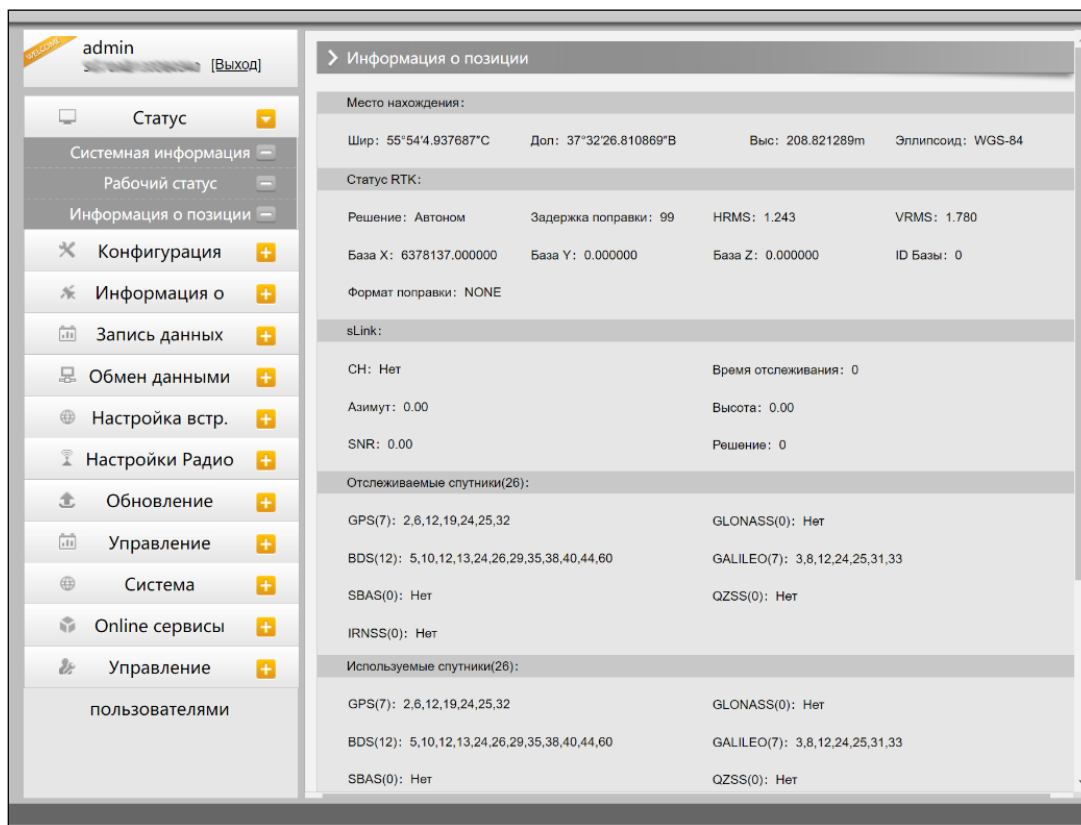 WELCOME
admin
[Выход]
Статус
Системная информация
Рабочий статус
Информация о позиции
Конфигурация
Информация о
Запись данных
Обмен данными
Настройка встр.
Настройки Радио
Обновление
Управление
Система
Online сервисы
Управление
пользователями
Информация о позиции
Место нахождения:
Шир: 55°54'4.937687"С Дол: 37°32'26.810869"В Выс: 208.821289m Эллипсоид: WGS-84
Статус RTK:
Решение: Автоном Задержка поправки: 99 HRMS: 1.243 VRMS: 1.780
База X: 6378137.000000 База Y: 0.000000 База Z: 0.000000 ID Базы: 0
Формат поправки: NONE
sLink:
CH: Нет Время отслеживания: 0
Азимут: 0.00 Высота: 0.00
SNR: 0.00 Решение: 0
Отслеживаемые спутники(26):
GPS(7): 2,6,12,19,24,25,32 GLONASS(0): Нет
BDS(12): 5,10,12,13,24,26,29,35,38,40,44,60 GALILEO(7): 3,8,12,24,25,31,33
SBAS(0): Нет QZSS(0): Нет
IRNSS(0): Нет
Используемые спутники(26):
GPS(7): 2,6,12,19,24,25,32 GLONASS(0): Нет
BDS(12): 5,10,12,13,24,26,29,35,38,40,44,60 GALILEO(7): 3,8,12,24,25,31,33
SBAS(0): Нет QZSS(0): Нет